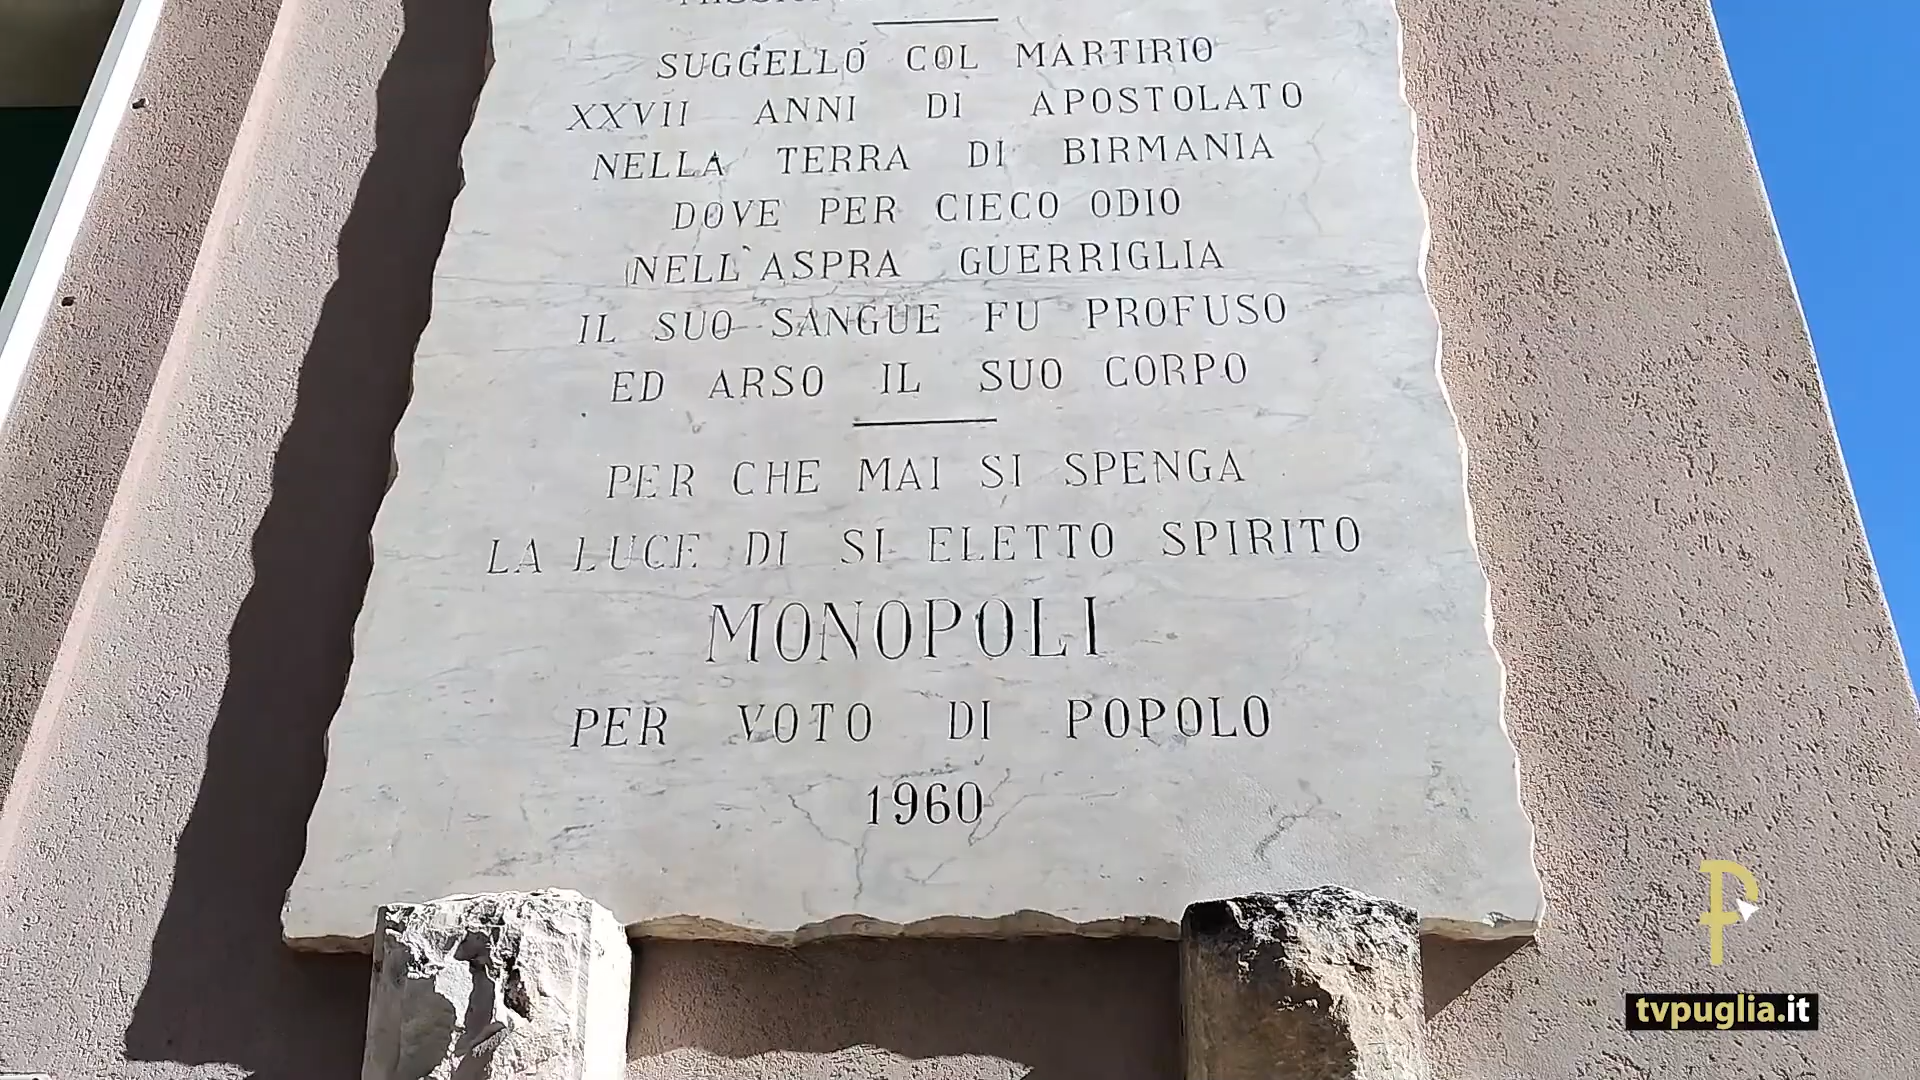 SUGGELLÒ COL MARTIRIO
XXVII ANNI DI APOSTOLATO
NELLA TERRA DI BIRMANIA
DOVE PER CIECO ODIO
NELL'ASPRA GUERRIGLIA
IL SUO SANGUE FU PROFUSO
ED ARSO IL SUO CORPO
PER CHE MAI SI SPENGA
LA LUCE DI SI ELETTO SPIRITO
MONOPOLI
PER VOTO DI POPOLO
1960
tvpuglia.it